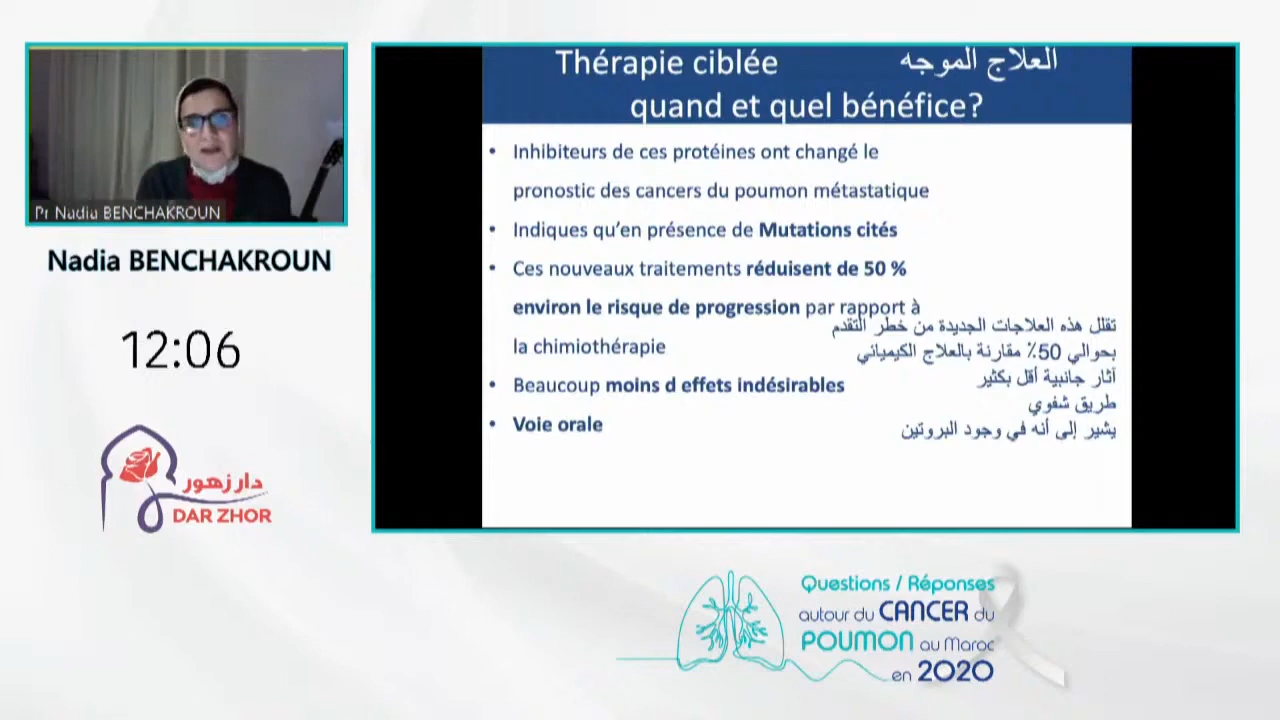 Pr Nadia BENCHAKROUN
Nadia BENCHAKROUN
12:06
دار زهور
DAR ZHOR
Thérapie ciblée العلاج الموجه
quand et quel bénéfice?
• Inhibiteurs de ces protéines ont changé le
pronostic des cancers du poumon métastatique
• Indiques qu’en présence de Mutations cités
• Ces nouveaux traitements réduisent de 50 %
environ le risque de progression par rapport à
la chimiothérapie
• Beaucoup moins d effets indésirables
• Voie orale
تقلل هذه العلاجات الجديدة من خطر التقدم
بحوالي 50٪ مقارنة بالعلاج الكيميائي
آثار جانبية أقل بكثير
طريق شفوي
يشير إلى أنه في وجود البروتين
Questions / Réponses
autour du CANCER du
POUMON au Maroc
en 2020